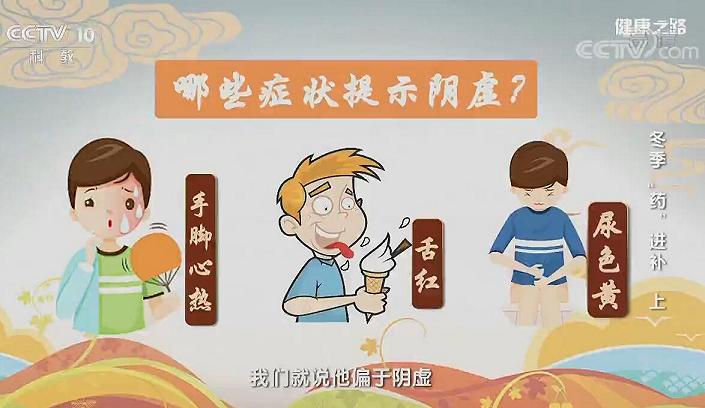 CCTV 10
科教
健康之路
CCTV.com
哪些症状提示阴虚?
手脚心热
舌红
尿色黄
冬季“药”进补 上
我们就说他偏于阴虚